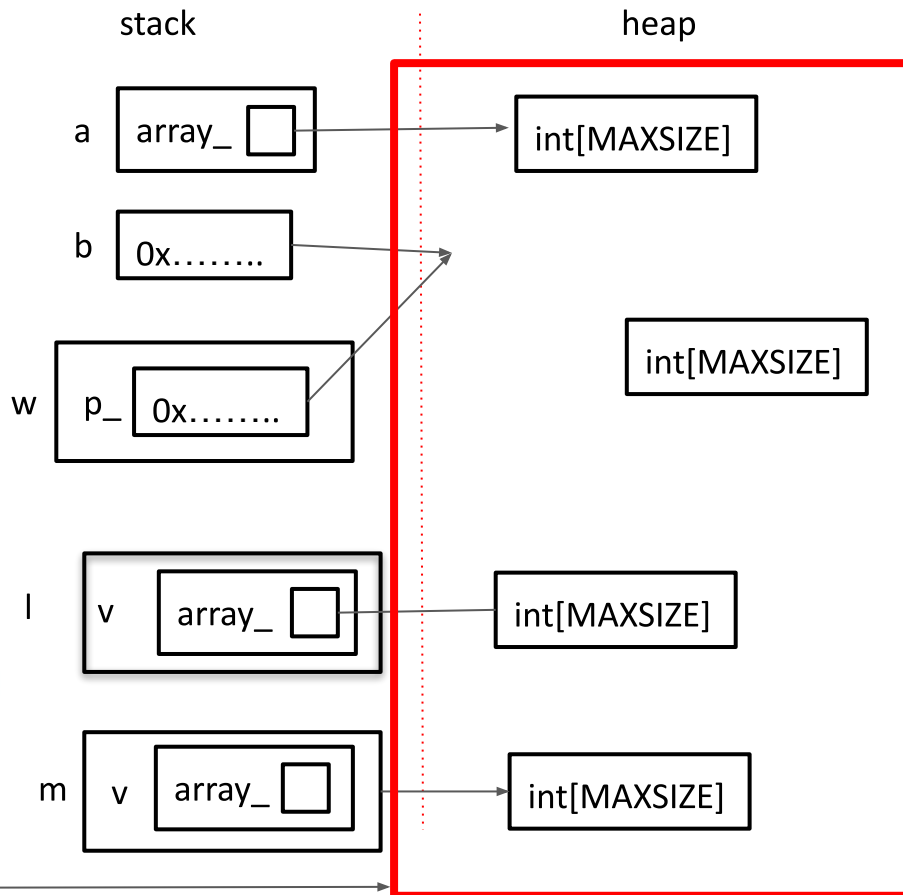 stack heap
a array_ int[MAXSIZE]
b 0x........
int[MAXSIZE]
w p_ 0x........
l v array_ int[MAXSIZE]
m v array_ int[MAXSIZE]